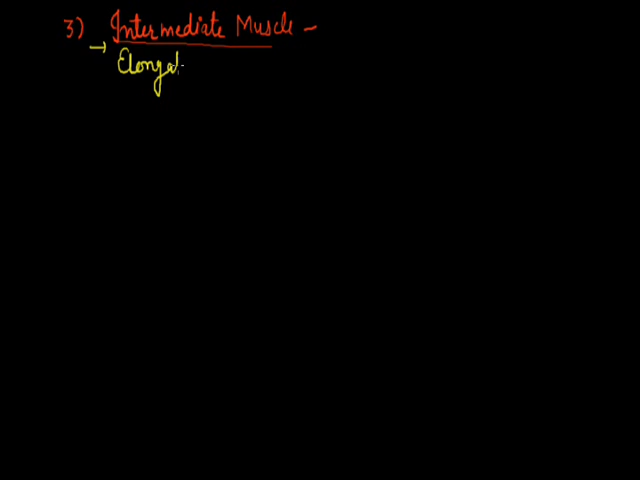 3) Intermediate Muscle -
→ Elongat